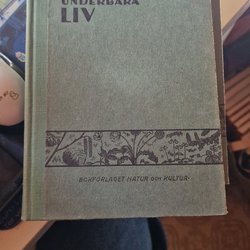 UNDERBARA
LIV
BOKFÖRLAGET NATUR OCH KULTUR